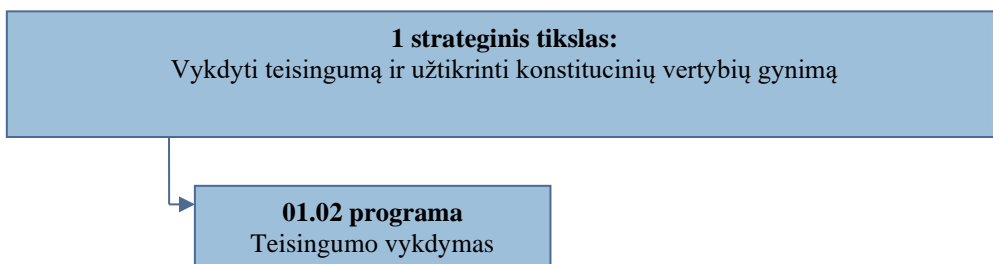 1 strateginis tikslas:
Vykdyti teisingumą ir užtikrinti konstitucinių vertybių gynimą
01.02 programa
Teisingumo vykdymas